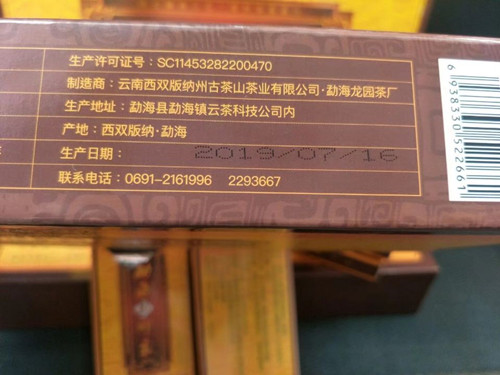 生产许可证号：SC11453282200470
制造商：云南西双版纳州古茶山茶业有限公司·勐海龙园茶厂
生产地址：勐海县勐海镇云茶科技公司内
产地：西双版纳·勐海
生产日期：2019/07/16
联系电话：0691-2161996 2293667
6938330522661